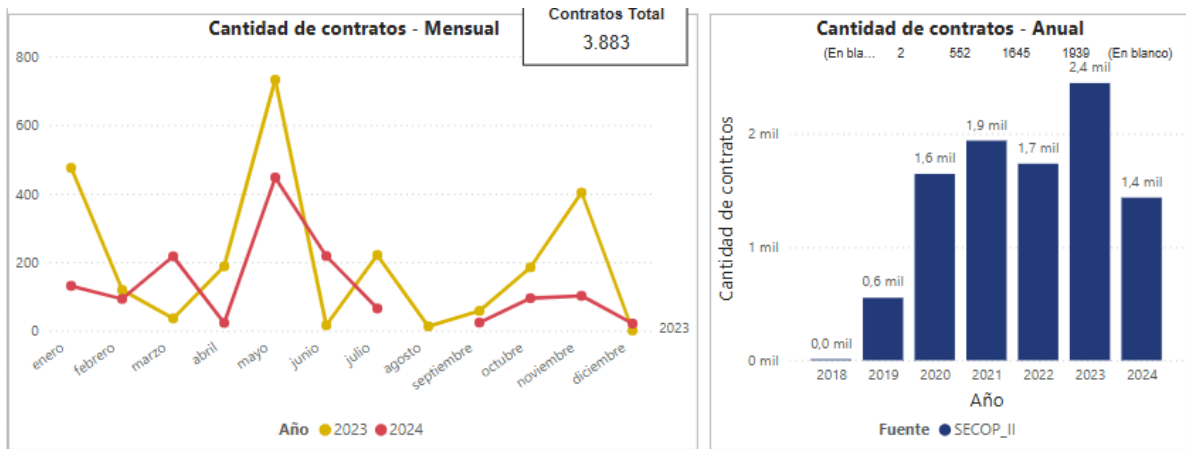 Cantidad de contratos - Mensual
Contratos Total
3.883
800
600
400
200
0
enero
febrero
marzo
abril
mayo
junio
julio
agosto
septiembre
octubre
noviembre
diciembre
2023
Año 2023 2024
Cantidad de contratos - Anual
(En bla... 2 552 1645 1939 (En blanco)
Cantidad de contratos
2 mil
1 mil
0 mil
0,0 mil
0,6 mil
1,6 mil
1,9 mil
1,7 mil
2,4 mil
1,4 mil
2018 2019 2020 2021 2022 2023 2024
Año
Fuente SECOP_II